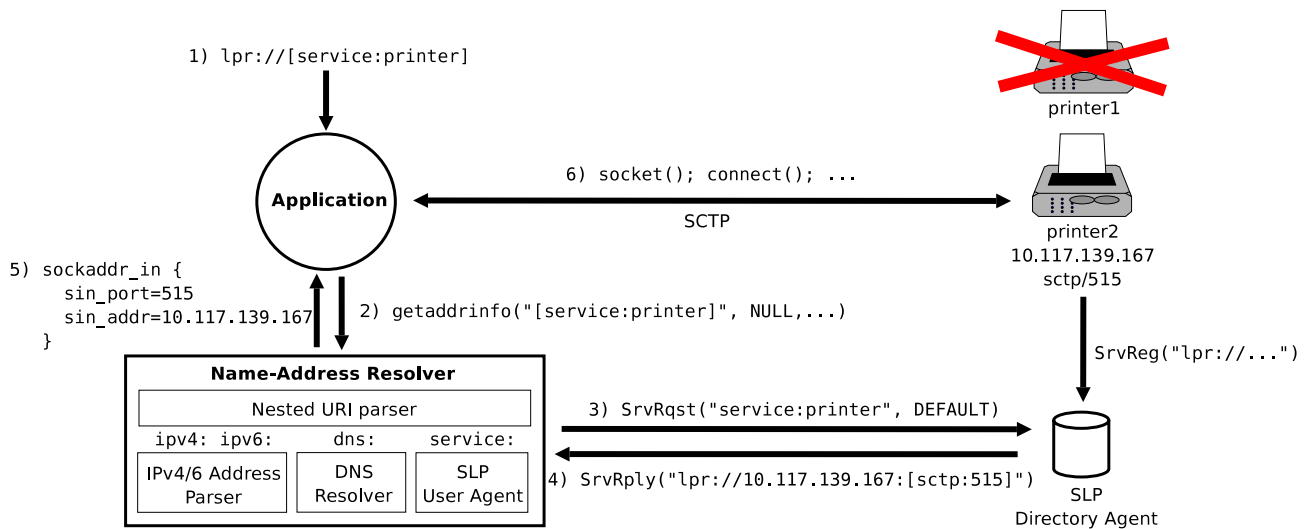 1) lpr://[service:printer]
printer1
Application
6) socket(); connect(); ...
SCTP
printer2
10.117.139.167
sctp/515
5) sockaddr_in {
sin_port=515
sin_addr=10.117.139.167
}
2) getaddrinfo("[service:printer]", NULL,...)
SrvReg("lpr://...")
Name-Address Resolver
Nested URI parser
ipv4: ipv6:
dns:
service:
IPv4/6 Address
Parser
DNS
Resolver
SLP
User Agent
3) SrvRqst("service:printer", DEFAULT)
4) SrvRply("lpr://10.117.139.167:[sctp:515]")
SLP
Directory Agent